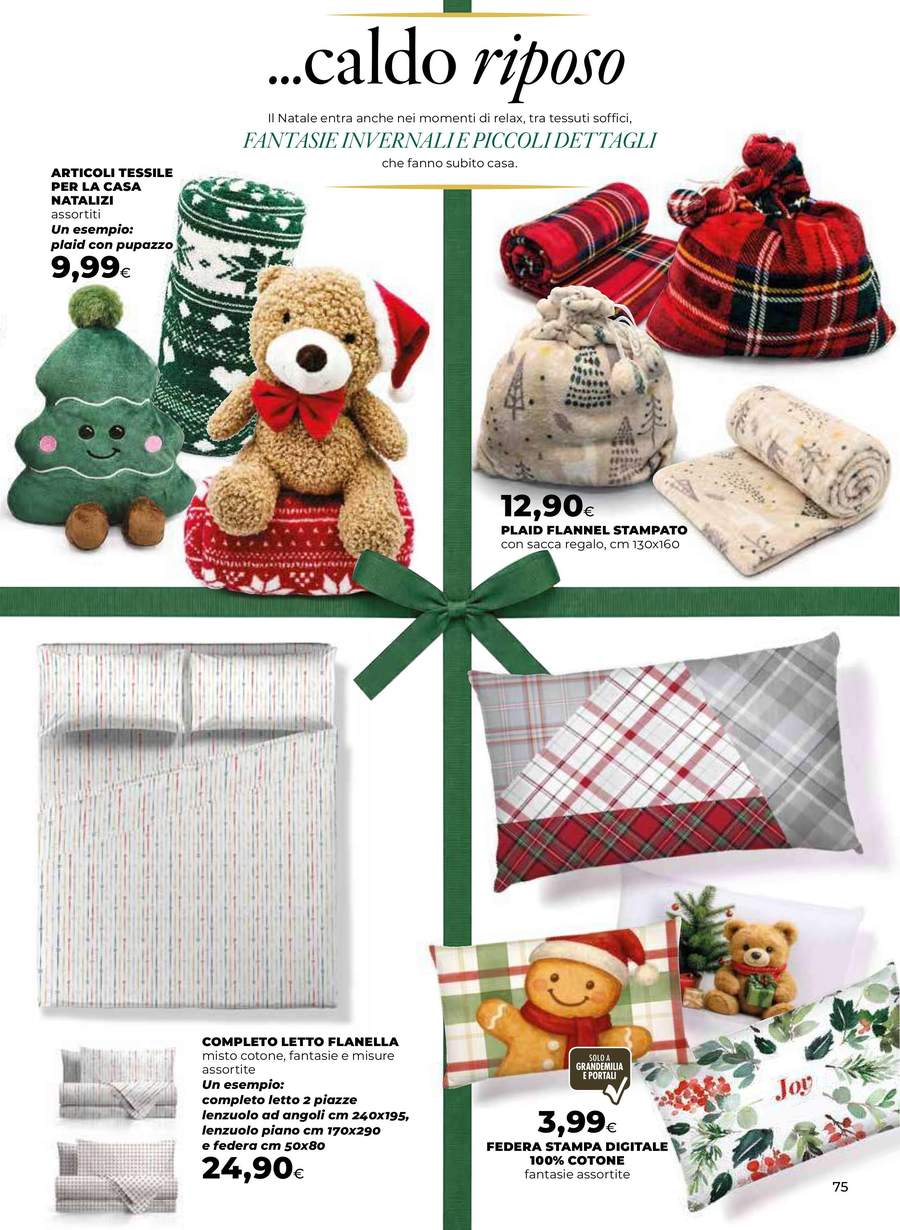 ...caldo riposo
Il Natale entra anche nei momenti di relax, tra tessuti soffici,
FANTASIE INVERNALI E PICCOLI DETTAGLI
che fanno subito casa.
ARTICOLI TESSILE
PER LA CASA
NATALIZI
assortiti
Un esempio:
plaid con pupazzo
9,99€
12,90€
PLAID FLANNEL STAMPATO
con sacca regalo, cm 130x160
COMPLETO LETTO FLANELLA
misto cotone, fantasie e misure
assortite
Un esempio:
completo letto 2 piazze
lenzuolo ad angoli cm 240x195,
lenzuolo piano cm 170x290
e federa cm 50x80
24,90€
SOLO A
GRANDEMILIA
E PORTALI
Joy
3,99€
FEDERA STAMPA DIGITALE
100% COTONE
fantasie assortite
75